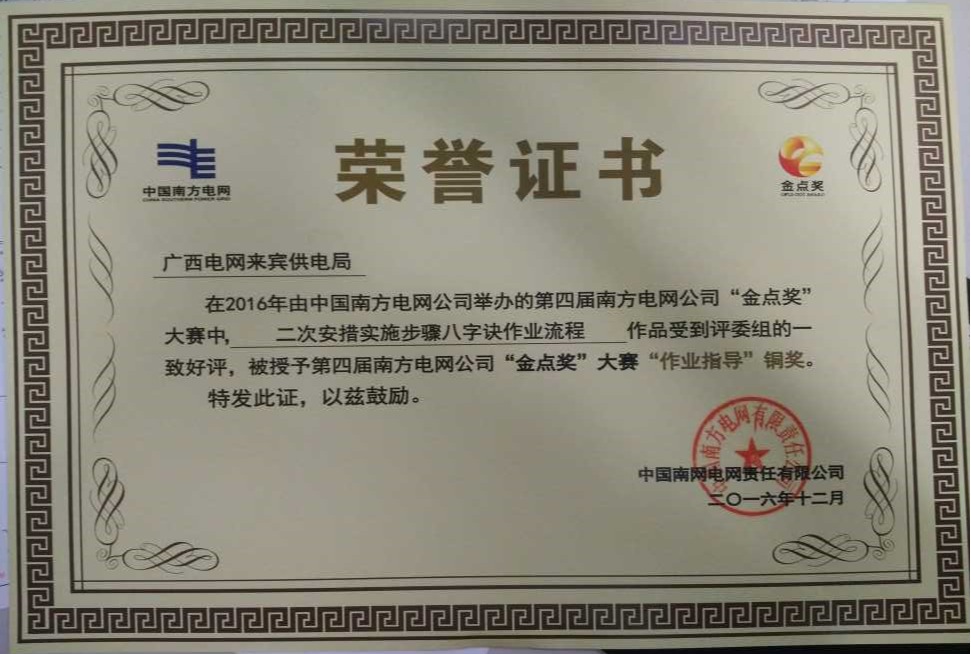 荣誉证书
中国南方电网
CHINA SOUTHERN POWER GRID
金点奖
广西电网来宾供电局
在2016年由中国南方电网公司举办的第四届南方电网公司“金点奖”
大赛中,二次安措实施步骤八字诀作业流程 作品受到评委组的一
致好评，被授予第四届南方电网公司“金点奖”大赛“作业指导”铜奖。
特发此证，以兹鼓励。
中国南网电网责任有限公司
二〇一六年十二月